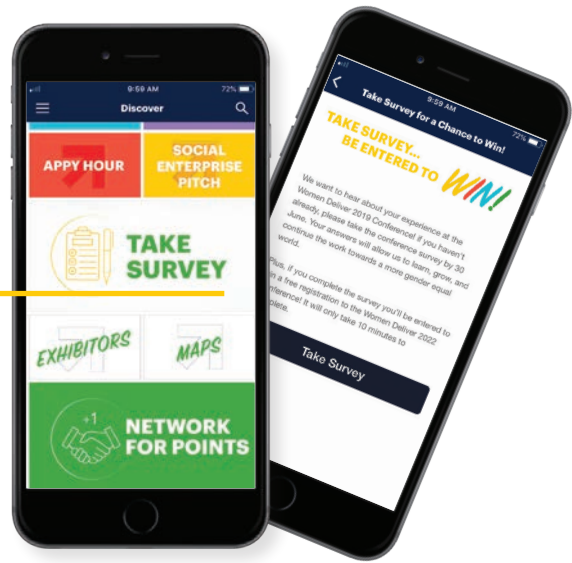 9:59 AM
72%
Discover
APPY HOUR
SOCIAL
ENTERPRISE
PITCH
TAKE
SURVEY
EXHIBITORS
MAPS
+1
NETWORK
FOR POINTS
9:59 AM
72%
Take Survey for a Chance to Win!
TAKE SURVEY...
BE ENTERED TO WIN!
We want to hear about your experience at the
Women Deliver 2019 Conference! if you haven't
already, please take the conference survey by 30
June. Your answers will allow us to learn, grow, and
continue the work towards a more gender equal
world.
if you complete the survey you'll be entered to
a free registration to the Women Deliver 2022
It will only take 10 minutes to
Take Survey